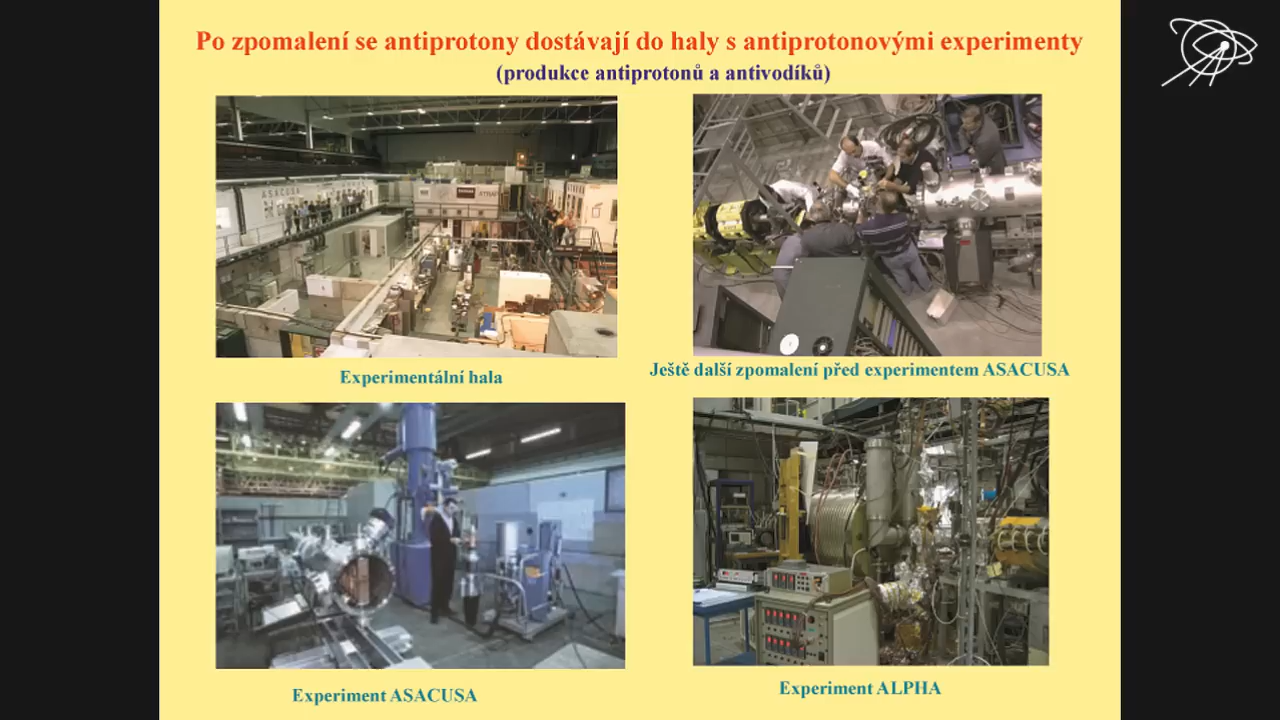 Po zpomalení se antiprotony dostávají do haly s antiprotonovými experimenty
(produkce antiprotonů a antivodíků)
ASACUSA
Experimentální hala
Ještě další zpomalení před experimentem ASACUSA
Experiment ASACUSA
Experiment ALPHA